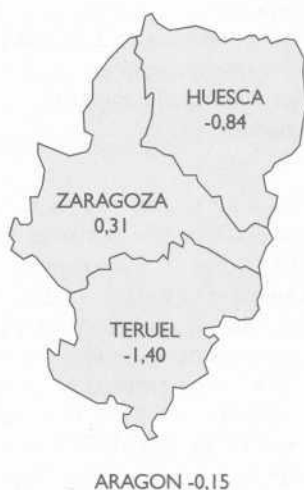 HUESCA
-0,84
ZARAGOZA
0,31
TERUEL
-1,40
ARAGON -0,15